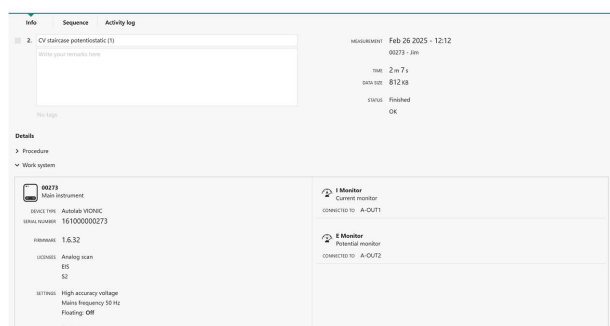 Info Sequence Activity log
2. CV staircase potentiostatic (1)
Write your remarks here
No tags
MEASUREMENT Feb 26 2025 - 12:12
00273 - Jim
TIME 2 m 7 s
DATA SIZE 812 KB
STATUS Finished
OK
Details
Procedure
Work system
00273
Main instrument
DEVICE TYPE Autolab VIONIC
SERIAL NUMBER 161000000273
FIRMWARE 1.6.32
LICENSES Analog scan
EIS
S2
SETTINGS High accuracy voltage
Mains frequency 50 Hz
Floating: Off
I Monitor
Current monitor
CONNECTED TO A-OUT1
E Monitor
Potential monitor
CONNECTED TO A-OUT2